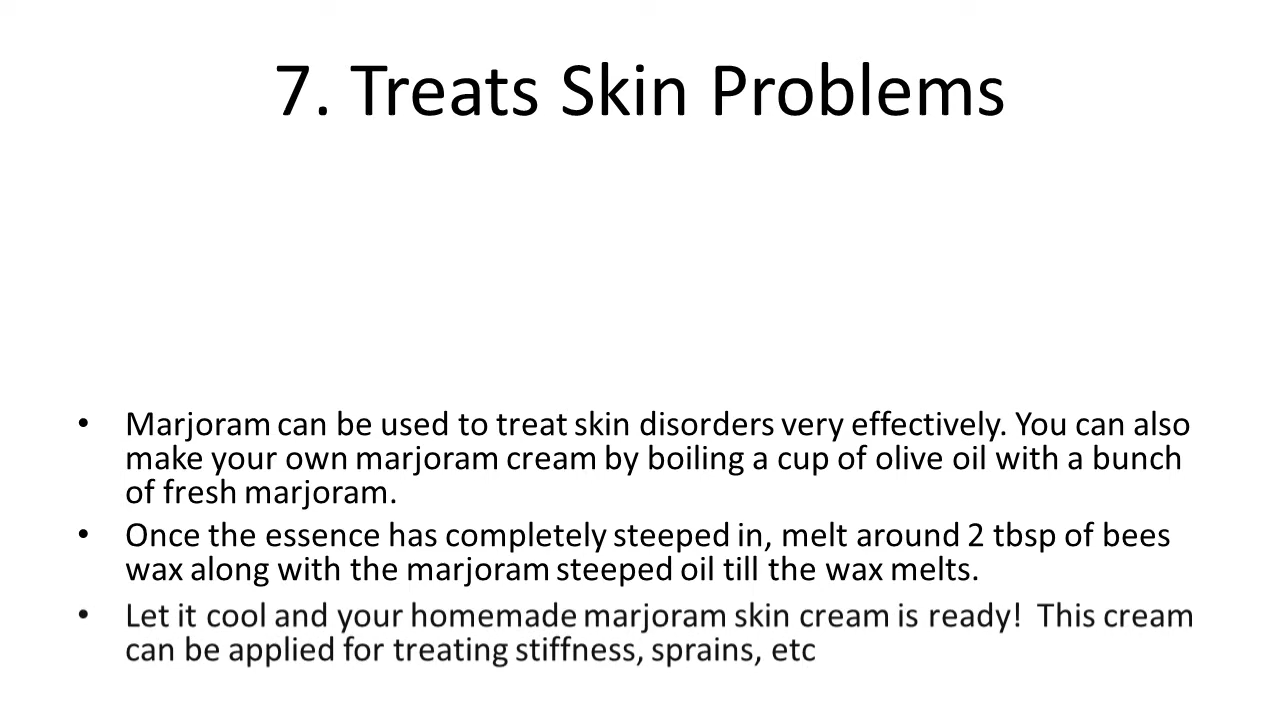 7. Treats Skin Problems
• Marjoram can be used to treat skin disorders very effectively. You can also
make your own marjoram cream by boiling a cup of olive oil with a bunch
of fresh marjoram.
• Once the essence has completely steeped in, melt around 2 tbsp of bees
wax along with the marjoram steeped oil till the wax melts.
• Let it cool and your homemade marjoram skin cream is ready!  This cream
can be applied for treating stiffness, sprains, etc